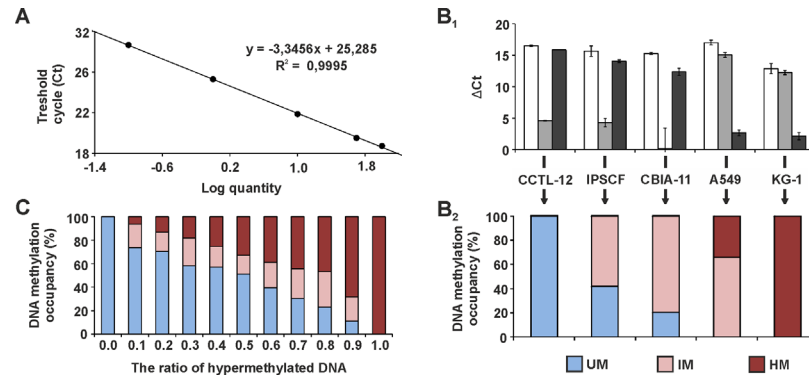 A
32
26
22
18
-1.4
-0.6
0.2
1.0
1.8
Treshold
cycle (Ct)
Log quantity
y = -3,3456x + 25,285
R² = 0,9995
B1
20
15
10
5
0
ΔCt
CCTL-12
IPSCF
CBIA-11
A549
KG-1
C
100
80
60
40
20
0
DNA methylation
occupancy (%)
0.0
0.1
0.2
0.3
0.4
0.5
0.6
0.7
0.8
0.9
1.0
The ratio of hypermethylated DNA
B2
100
80
60
40
20
0
DNA methylation
occupancy (%)
UM
IM
HM